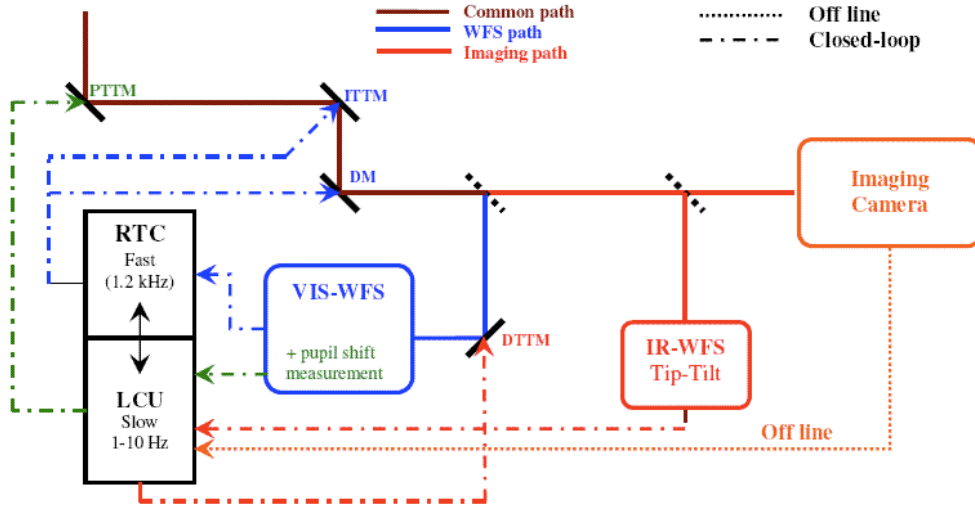 Common path
WFS path
Imaging path
Off line
Closed-loop
PTTM
ITTM
DM
Imaging
Camera
RTC
Fast
(1.2 kHz)
VIS-WFS
+ pupil shift
measurement
DTTM
IR-WFS
Tip-Tilt
LCU
Slow
1-10 Hz
Off line